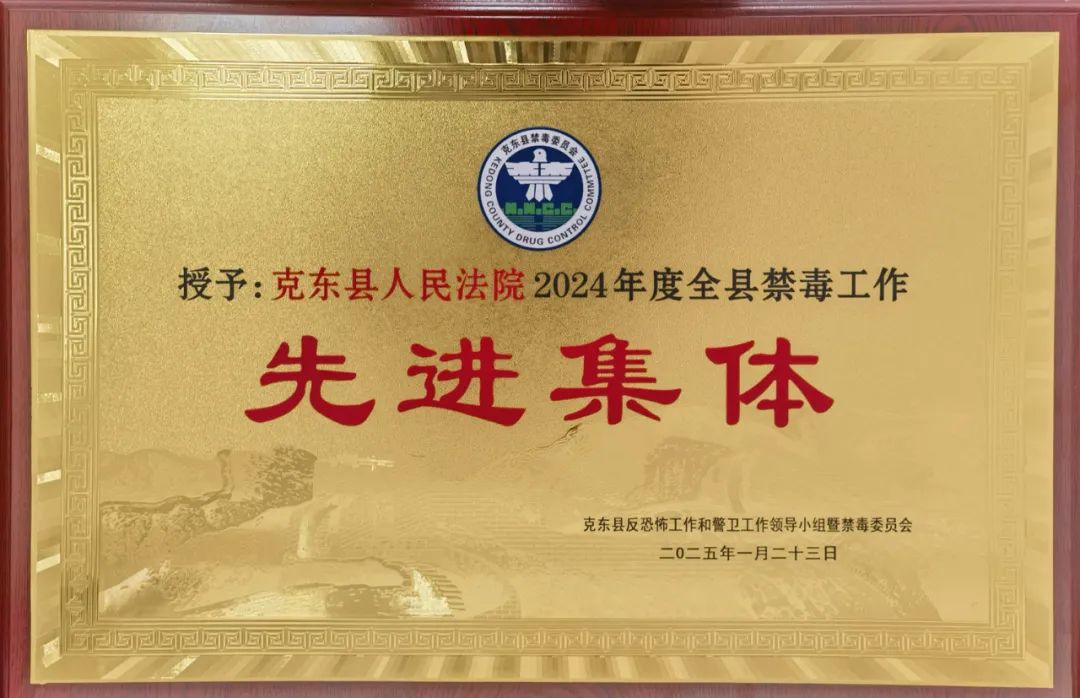 克东县禁毒委员会
KEDONG COUNTY DRUG CONTROL COMMITTEE
N.N.C.C.
授予:克东县人民法院2024年度全县禁毒工作
先进集体
克东县反恐怖工作和警卫工作领导小组暨禁毒委员会
二〇二五年一月二十三日